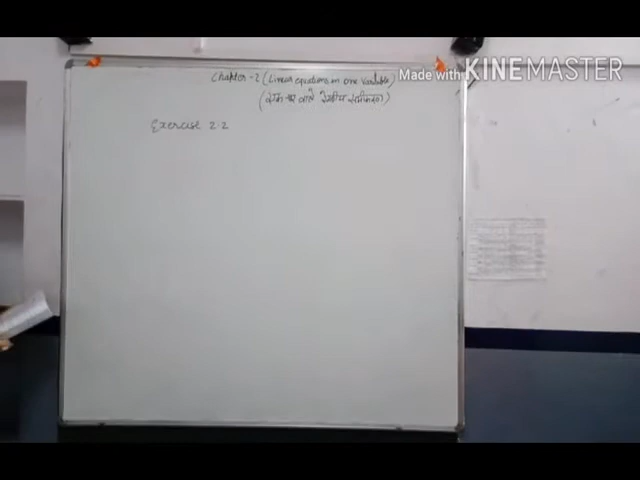 Chapter - 2 (Linear equations in one variable)
(एक चर वाले रैखिक समीकरण)
Exercise 2.2
Made with KINEMASTER